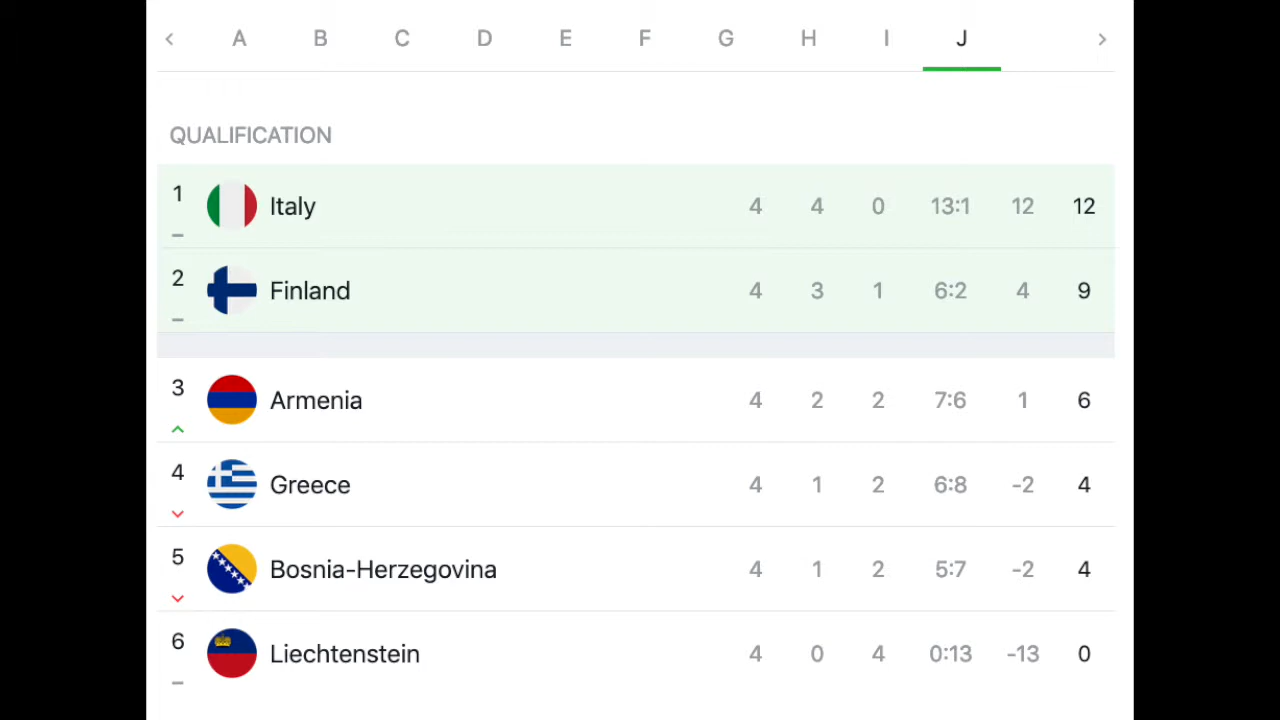 A B C D E F G H I J
QUALIFICATION
1 Italy 4 4 0 13:1 12 12
2 Finland 4 3 1 6:2 4 9
3 Armenia 4 2 2 7:6 1 6
4 Greece 4 1 2 6:8 -2 4
5 Bosnia-Herzegovina 4 1 2 5:7 -2 4
6 Liechtenstein 4 0 4 0:13 -13 0